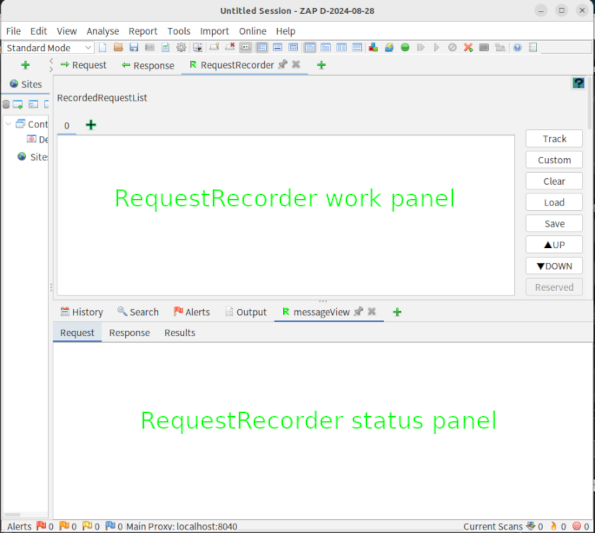 Untitled Session - ZAP D-2024-08-28
File Edit View Analyse Report Tools Import Online Help
Standard Mode
Request Response RequestRecorder
Sites
RecordedRequestList
0
Cont
De
Site
Track
Custom
Clear
Load
Save
▲UP
▼DOWN
Reserved
RequestRecorder work panel
History Search Alerts Output messageView
Request Response Results
RequestRecorder status panel
Alerts 0 0 0 0 Main Proxy: localhost:8040 Current Scans 0 0 0